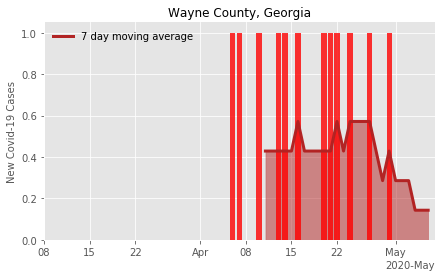 Wayne County, Georgia
7 day moving average
New Covid-19 Cases
1.0
0.8
0.6
0.4
0.2
0.0
08 15 22 Apr 08 15 22 May
2020-May